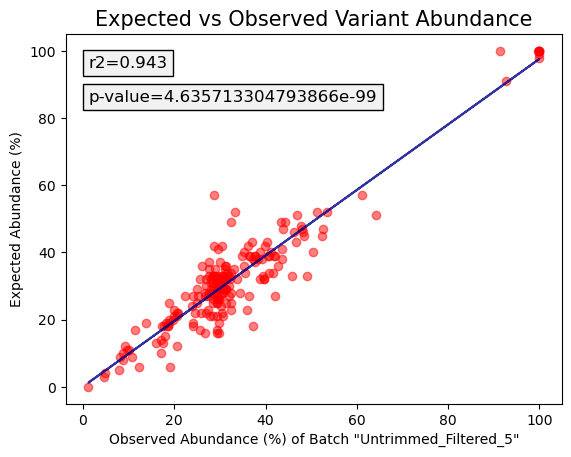 Expected vs Observed Variant Abundance
r2=0.943
p-value=4.635713304793866e-99
Expected Abundance (%)
100
80
60
40
20
0
0 20 40 60 80 100
Observed Abundance (%) of Batch "Untrimmed_Filtered_5"